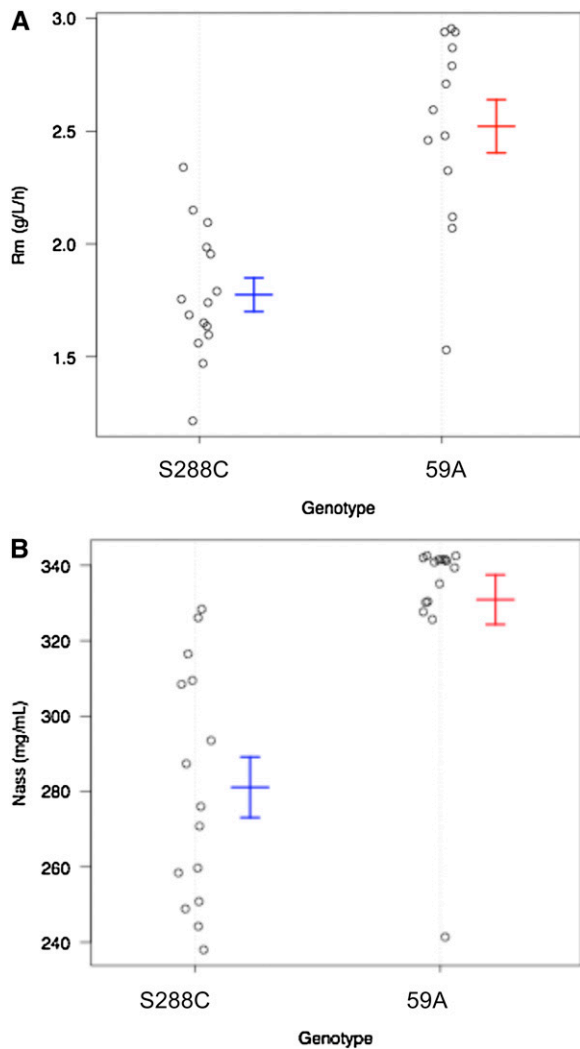 A
3.0
2.5
2.0
1.5
Rm (g/L/h)
S288C 59A
Genotype
B
340
320
300
280
260
240
Nass (mg/mL)
S288C 59A
Genotype